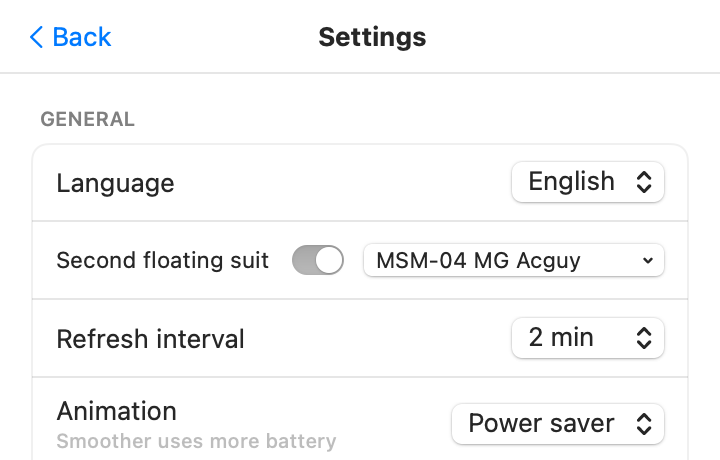 Back
Settings
GENERAL
Language
English
Second floating suit
MSM-04 MG Acguy
Refresh interval
2 min
Animation
Power saver
Smoother uses more battery